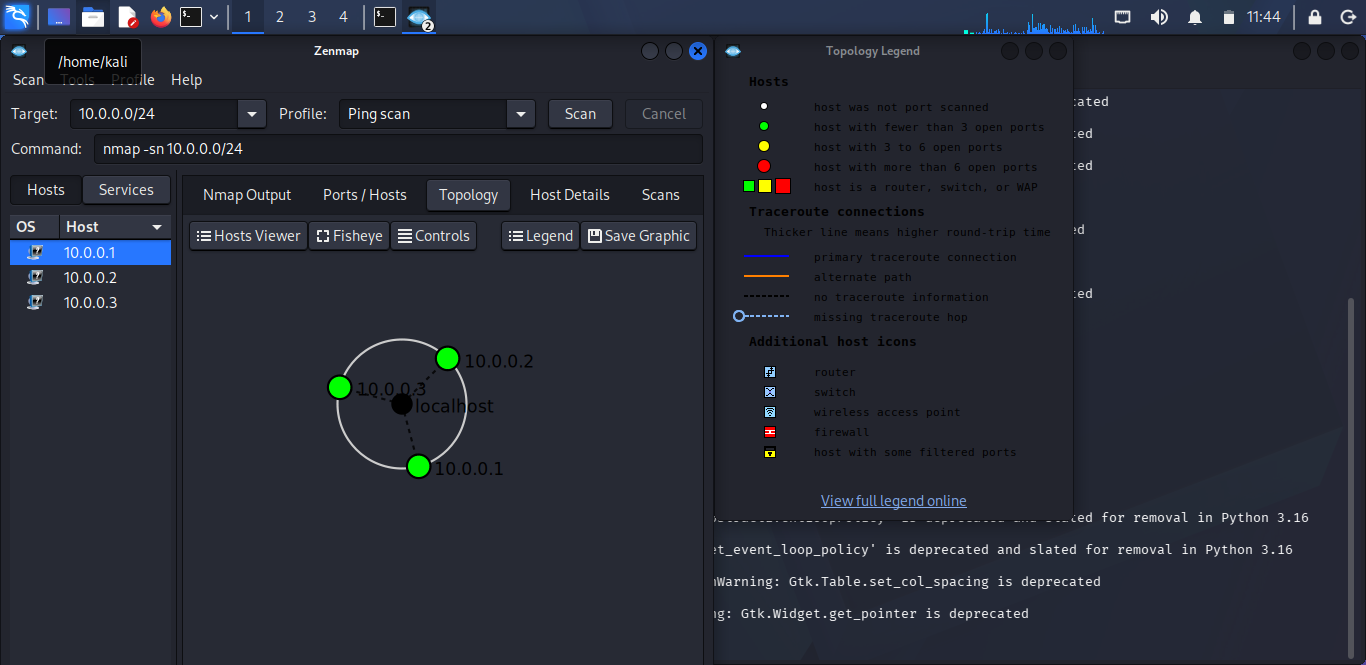 1 2 3 4
2
11:44
Zenmap
/home/kali
Scan Tools Profile Help
Target: 10.0.0.0/24 Profile: Ping scan Scan Cancel
Command: nmap -sn 10.0.0.0/24
Hosts Services
Nmap Output Ports / Hosts Topology Host Details Scans
OS Host
Hosts Viewer Fisheye Controls Legend Save Graphic
10.0.0.1
10.0.0.2
10.0.0.3
10.0.0.2
10.0.0.3
localhost
10.0.0.1
Topology Legend
Hosts
host was not port scanned
host with fewer than 3 open ports
host with 3 to 6 open ports
host with more than 6 open ports
host is a router, switch, or WAP
Traceroute connections
Thicker line means higher round-trip time
primary traceroute connection
alternate path
no traceroute information
missing traceroute hop
Additional host icons
router
switch
wireless access point
firewall
host with some filtered ports
View full legend online
is deprecated and slated for removal in Python 3.16
et_event_loop_policy' is deprecated and slated for removal in Python 3.16
nWarning: Gtk.Table.set_col_spacing is deprecated
ng: Gtk.Widget.get_pointer is deprecated